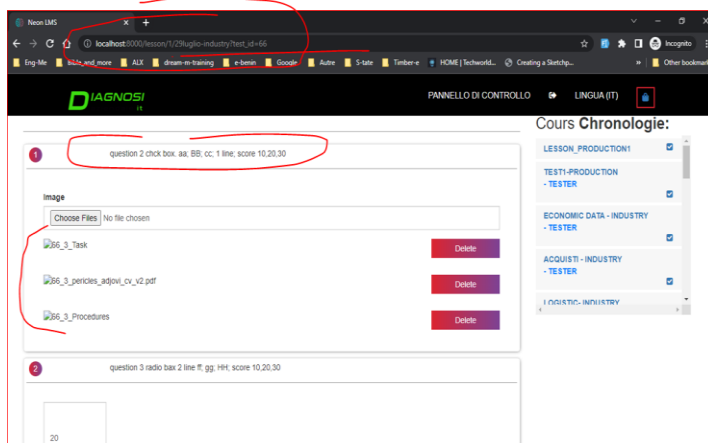 Neon LMS
localhost:8000/lesson/1/29luglio-industry?test_id=66
Incognito
Eng-Me
Bible_and_more
ALX
dream-m-training
e-benin
Google
Autre
S-tate
Timber-e
HOME | Techworld...
Creating a Sketchp...
»
Other bookmark
DIAGNOSI
it
PANNELLO DI CONTROLLO
LINGUA (IT)
Cours Chronologie:
1
question 2 chck box. aa; BB; cc; 1 line; score 10,20,30
Image
Choose Files No file chosen
66_3_Task
Delete
66_3_pericles_adjovi_cv_v2.pdf
Delete
66_3_Procedures
Delete
2
question 3 radio bax 2 line ff; gg; HH; score 10,20,30
20
LESSON_PRODUCTION1
TEST1-PRODUCTION
- TESTER
ECONOMIC DATA - INDUSTRY
- TESTER
ACQUISTI - INDUSTRY
- TESTER
LOGISTIC- INDUSTRY